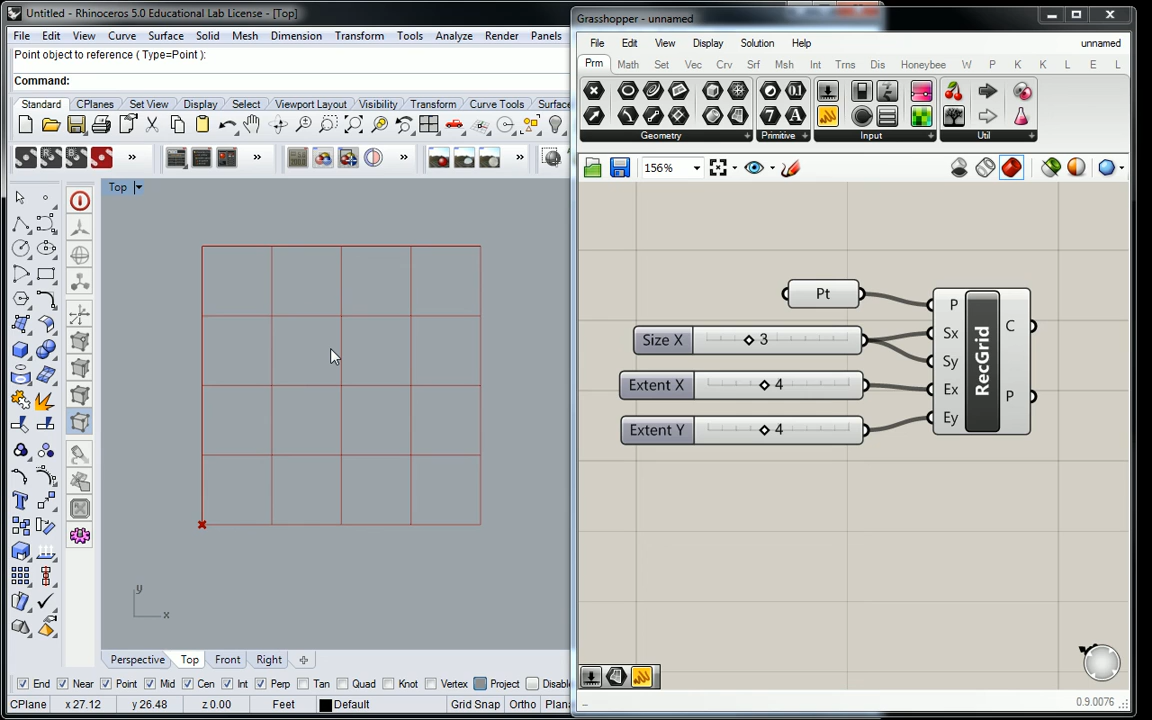 Untitled - Rhinoceros 5.0 Educational Lab License - [Top]
File Edit View Curve Surface Solid Mesh Dimension Transform Tools Analyze Render Panels
Point object to reference ( Type=Point ):
Command:
Standard CPlanes Set View Display Select Viewport Layout Visibility Transform Curve Tools Surface
Top
y
x
Perspective Top Front Right
End Near Point Mid Cen Int Perp Tan Quad Knot Vertex Project Disable
CPlane x 27.12 y 26.48 z 0.00 Feet Default Grid Snap Ortho Plana
Grasshopper - unnamed
File Edit View Display Solution Help unnamed
Prm Math Set Vec Crv Srf Msh Int Trns Dis Honeybee W P K K L E L
Geometry Primitive Input Util
156%
Pt
Size X 3
Extent X 4
Extent Y 4
P
Sx
Sy
Ex
Ey
RecGrid
C
P
0.9.0076